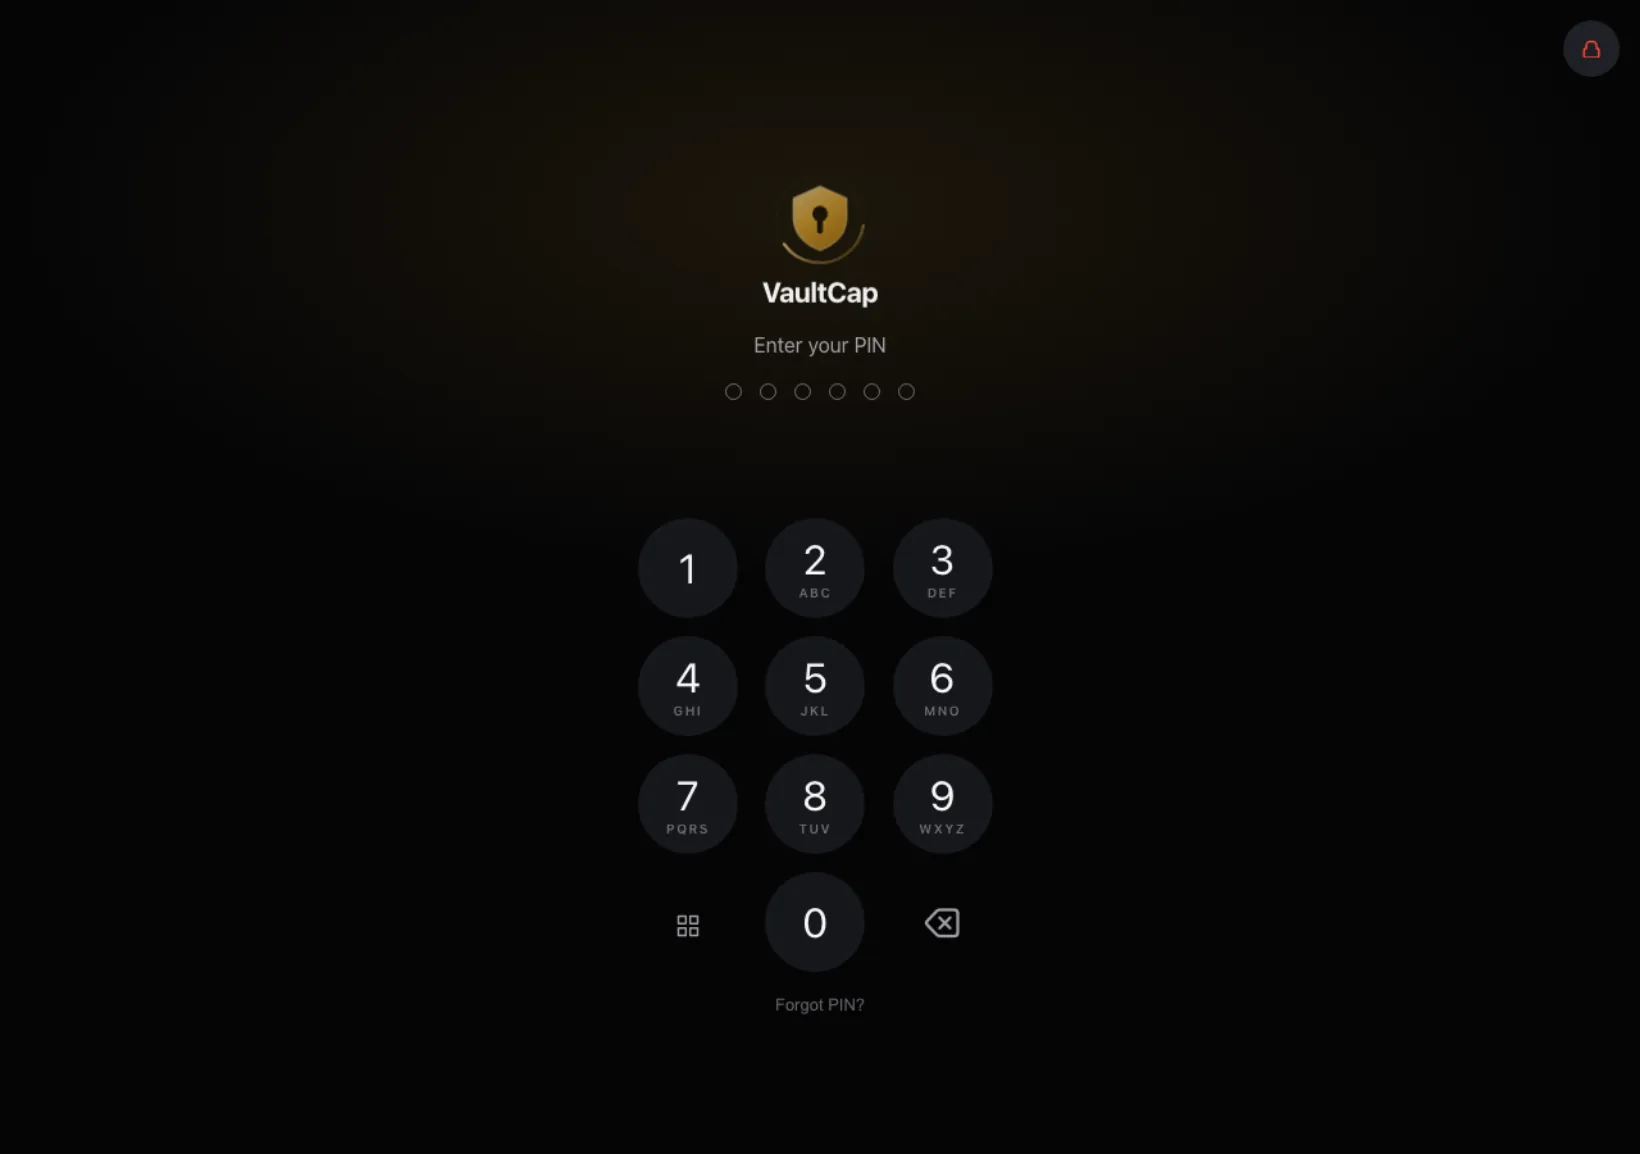 VaultCap
Enter your PIN
1
2
3
ABC
DEF
4
5
6
GHI
JKL
MNO
7
8
9
PQRS
TUV
WXYZ
0
Forgot PIN?